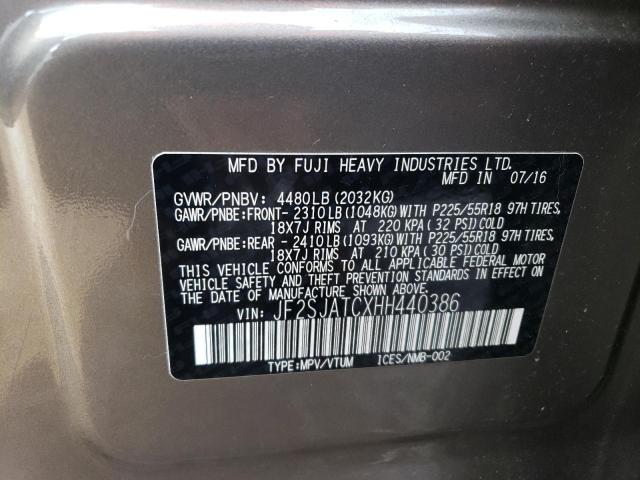 MFD BY FUJI HEAVY INDUSTRIES LTD.
MFD IN 07/16
GVWR/PNBV: 4480LB (2032KG)
GAWR/PNBE:FRONT- 2310LB (1048KG) WITH P225/55R18 97H TIRES,
18X7J RIMS AT 220 KPA (32 PSI) COLD
GAWR/PNBE:REAR - 2410LB (1093KG) WITH P225/55R18 97H TIRES,
18X7J RIMS AT 210 KPA (30 PSI) COLD
THIS VEHICLE CONFORMS TO ALL APPLICABLE FEDERAL MOTOR
VEHICLE SAFETY AND THEFT PREVENTION STANDARDS IN EFFECT ON
THE DATE OF MANUFACTURE SHOWN ABOVE.
VIN: JF2SJATCXHH440386
TYPE:MPV/VTUM ICES/NMB-002